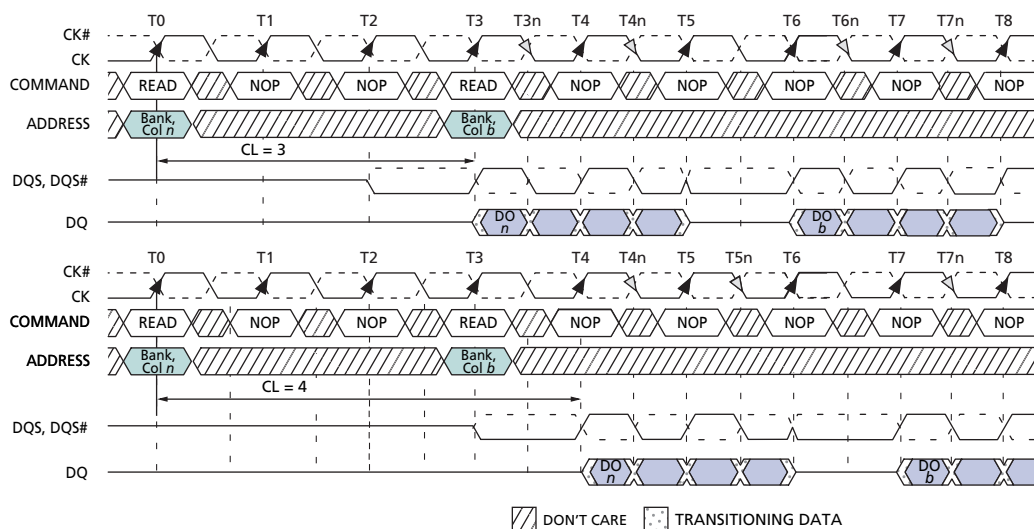 T0 T1 T2 T3 T3n T4 T4n T5 T6 T6n T7 T7n T8
CK#
CK
COMMAND READ NOP NOP READ NOP NOP NOP NOP NOP
ADDRESS Bank, Col n Bank, Col b
CL = 3
DQS, DQS#
DQ DO n DO b
T0 T1 T2 T3 T4 T4n T5 T5n T6 T7 T7n T8
CK#
CK
COMMAND READ NOP NOP READ NOP NOP NOP NOP NOP
ADDRESS Bank, Col n Bank, Col b
CL = 4
DQS, DQS#
DQ DO n DO b
DON'T CARE TRANSITIONING DATA